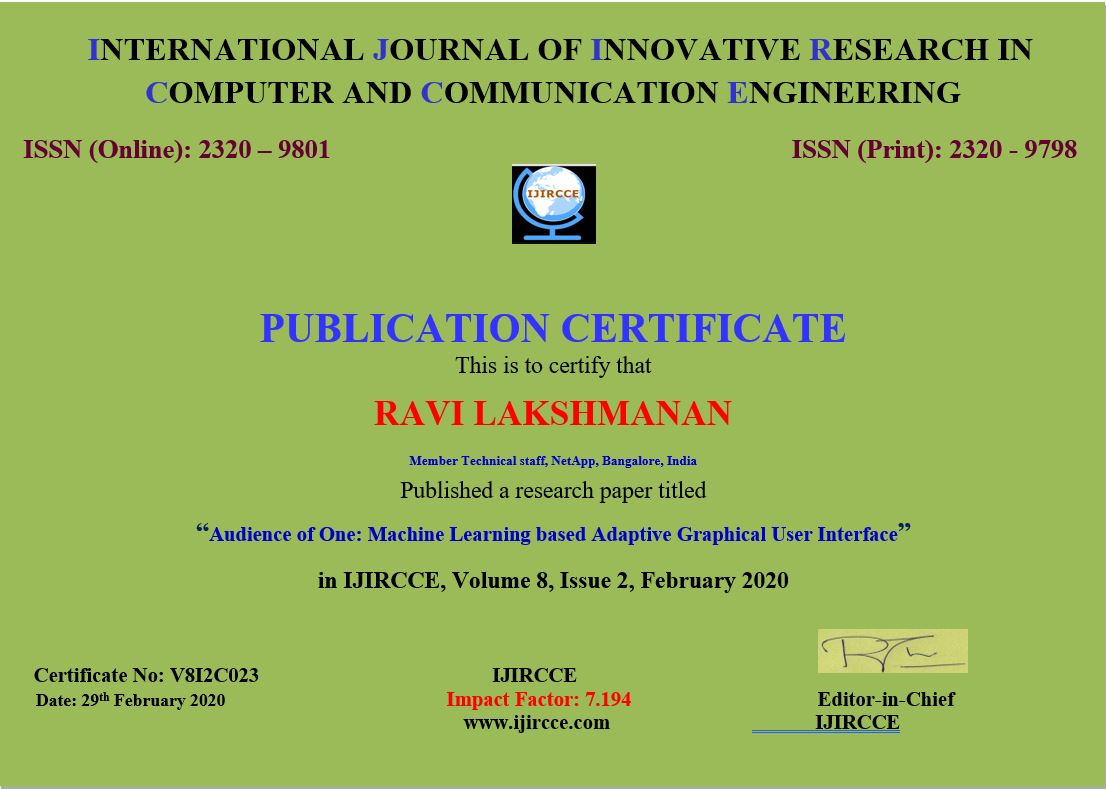 INTERNATIONAL JOURNAL OF INNOVATIVE RESEARCH IN
COMPUTER AND COMMUNICATION ENGINEERING
ISSN (Online): 2320 – 9801
ISSN (Print): 2320 - 9798
IJIRCCE
PUBLICATION CERTIFICATE
This is to certify that
RAVI LAKSHMANAN
Member Technical staff, NetApp, Bangalore, India
Published a research paper titled
“Audience of One: Machine Learning based Adaptive Graphical User Interface”
in IJIRCCE, Volume 8, Issue 2, February 2020
Certificate No: V8I2C023
Date: 29th February 2020
IJIRCCE
Impact Factor: 7.194
www.ijircce.com
Editor-in-Chief
IJIRCCE